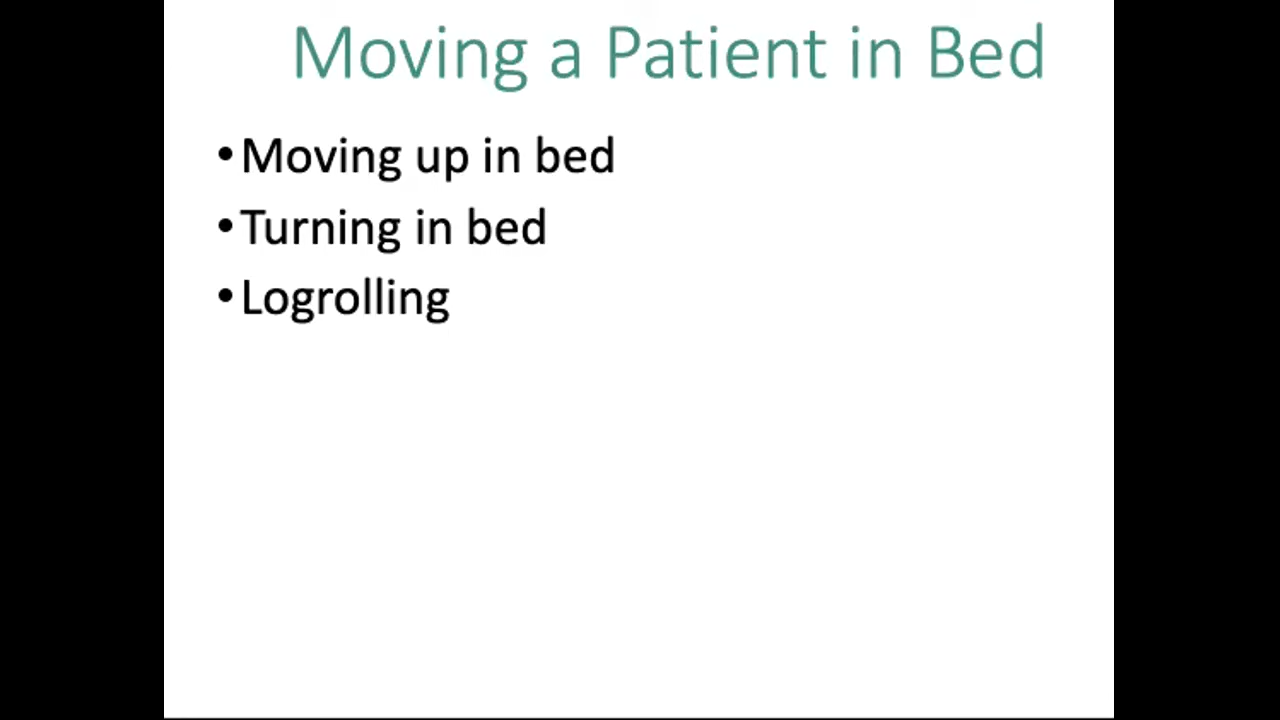 Moving a Patient in Bed
•Moving up in bed
•Turning in bed
•Logrolling